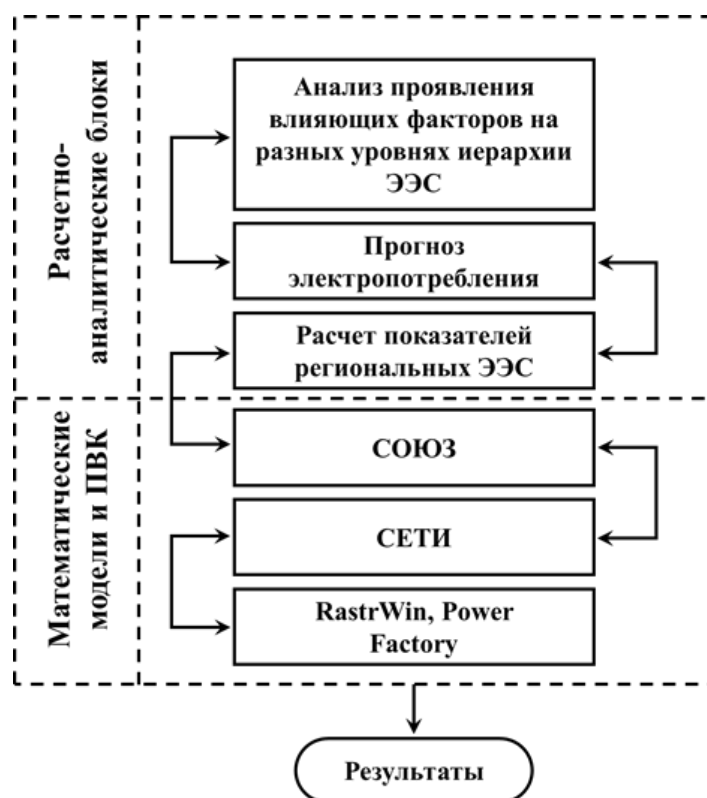 Расчетно-
аналитические блоки
Анализ проявления
влияющих факторов на
разных уровнях иерархии
ЭЭС
Прогноз
электропотребления
Расчет показателей
региональных ЭЭС
Математические
модели и ПВК
СОЮЗ
СЕТИ
RastrWin, Power
Factory
Результаты